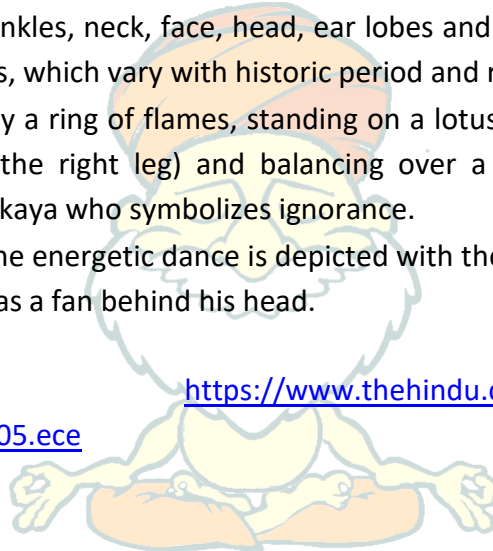 nkles, neck, face, head, ear lobes and
s, which vary with historic period and r
y a ring of flames, standing on a lotus
the right leg) and balancing over a
kaya who symbolizes ignorance.
ne energetic dance is depicted with the
as a fan behind his head.
https://www.thehindu.c
05.ece